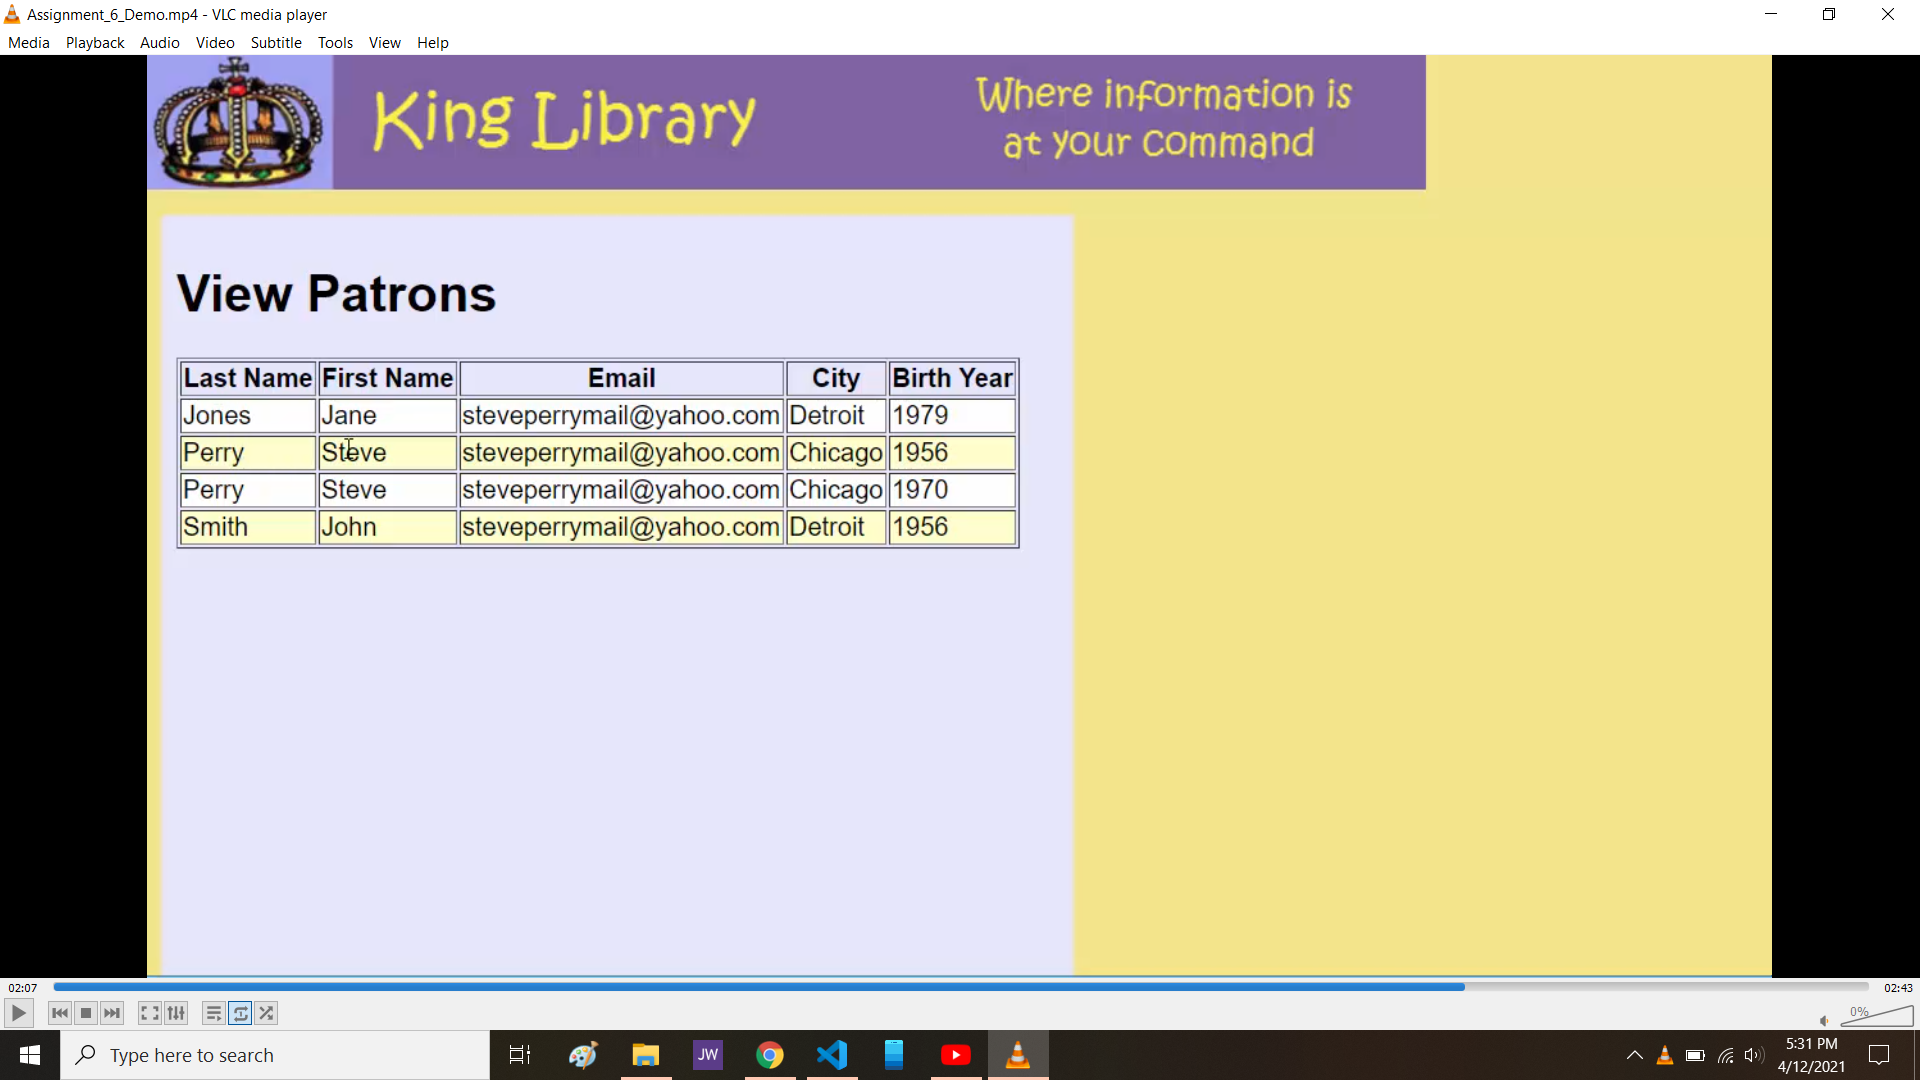 Assignment_6_Demo.mp4 - VLC media player
Media Playback Audio Video Subtitle Tools View Help
King Library
Where information is
at your command
View Patrons
Last Name First Name Email City Birth Year
Jones Jane steveperrymail@yahoo.com Detroit 1979
Perry Steve steveperrymail@yahoo.com Chicago 1956
Perry Steve steveperrymail@yahoo.com Chicago 1970
Smith John steveperrymail@yahoo.com Detroit 1956
02:07 02:43
0%
Type here to search
JW
5:31 PM
4/12/2021